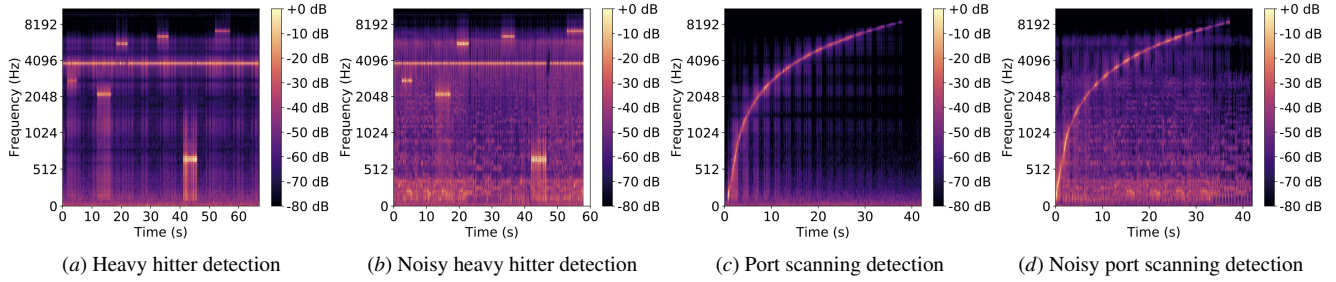 8192
4096
2048
1024
512
0
Frequency (Hz)
0 10 20 30 40 50 60
Time (s)
+0 dB
-10 dB
-20 dB
-30 dB
-40 dB
-50 dB
-60 dB
-70 dB
-80 dB
(a) Heavy hitter detection
8192
4096
2048
1024
512
0
Frequency (Hz)
0 10 20 30 40 50 60
Time (s)
+0 dB
-10 dB
-20 dB
-30 dB
-40 dB
-50 dB
-60 dB
-70 dB
-80 dB
(b) Noisy heavy hitter detection
8192
4096
2048
1024
512
0
Frequency (Hz)
0 10 20 30 40
Time (s)
+0 dB
-10 dB
-20 dB
-30 dB
-40 dB
-50 dB
-60 dB
-70 dB
-80 dB
(c) Port scanning detection
8192
4096
2048
1024
512
0
Frequency (Hz)
0 10 20 30 40
Time (s)
+0 dB
-10 dB
-20 dB
-30 dB
-40 dB
-50 dB
-60 dB
-70 dB
-80 dB
(d) Noisy port scanning detection